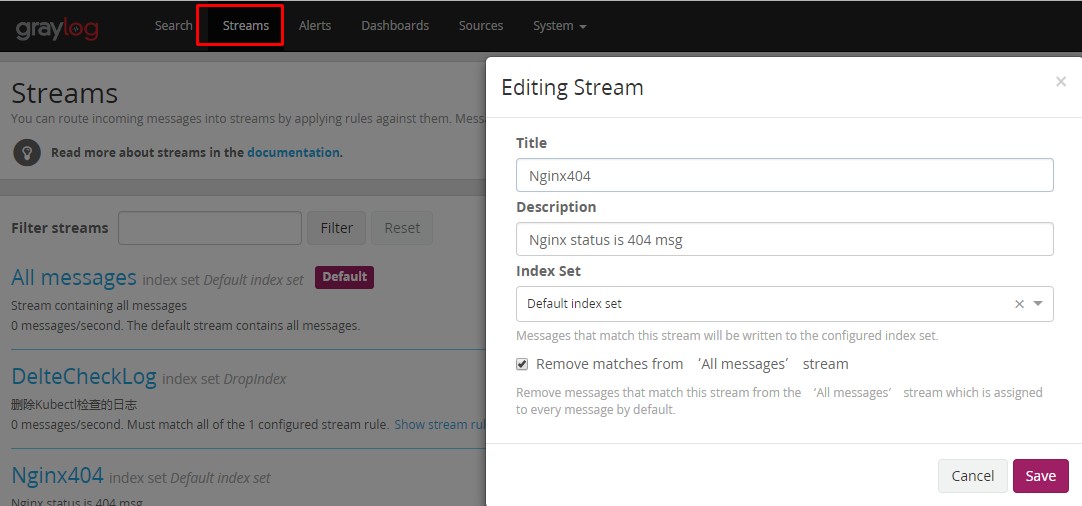 graylog Search Streams Alerts Dashboards Sources System
Streams
You can route incoming messages into streams by applying rules against them. Mess
Read more about streams in the documentation.
Filter streams Filter Reset
All messages index set Default index set Default
Stream containing all messages
0 messages/second. The default stream contains all messages.
DelteCheckLog index set DropIndex
删除Kubectl检查的日志
0 messages/second. Must match all of the 1 configured stream rule. Show stream rul
Nginx404 index set Default index set
Nginx status is 404 msg
Editing Stream ×
Title
Nginx404
Description
Nginx status is 404 msg
Index Set
Default index set
Messages that match this stream will be written to the configured index set.
Remove matches from ‘All messages’ stream
Remove messages that match this stream from the ‘All messages’ stream which is assigned
to every message by default.
Cancel Save